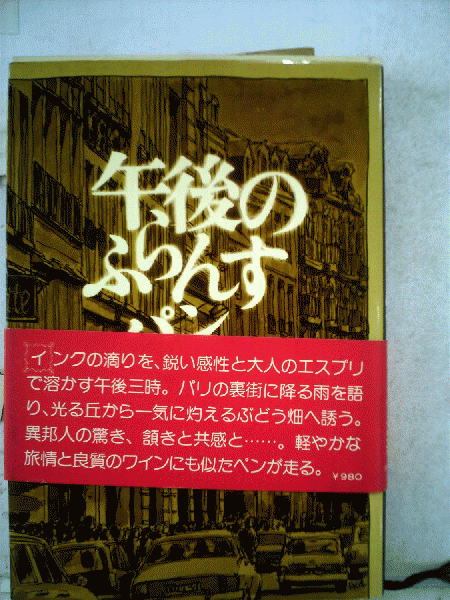 午後の
ふらんす
パン
インクの滴りを、鋭い感性と大人のエスプリ
で溶かす午後三時。パリの裏街に降る雨を語
り、光る丘から一気に灼えるぶどう畑へ誘う。
異邦人の驚き、頷きと共感と……。軽やかな
旅情と良質のワインにも似たペンが走る。
¥980